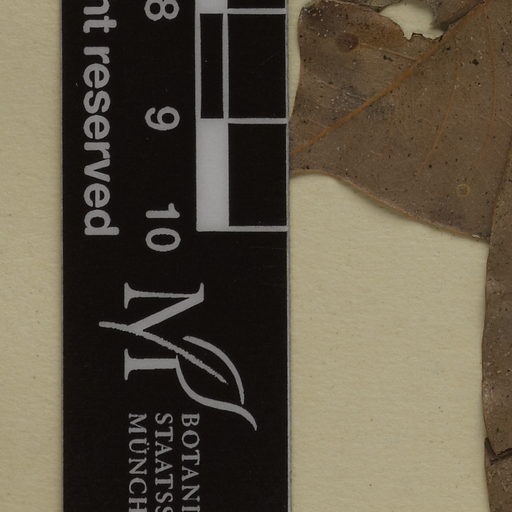 nt reserved
8
9
10
M
BOTANI
STAATSS
MÜNCH